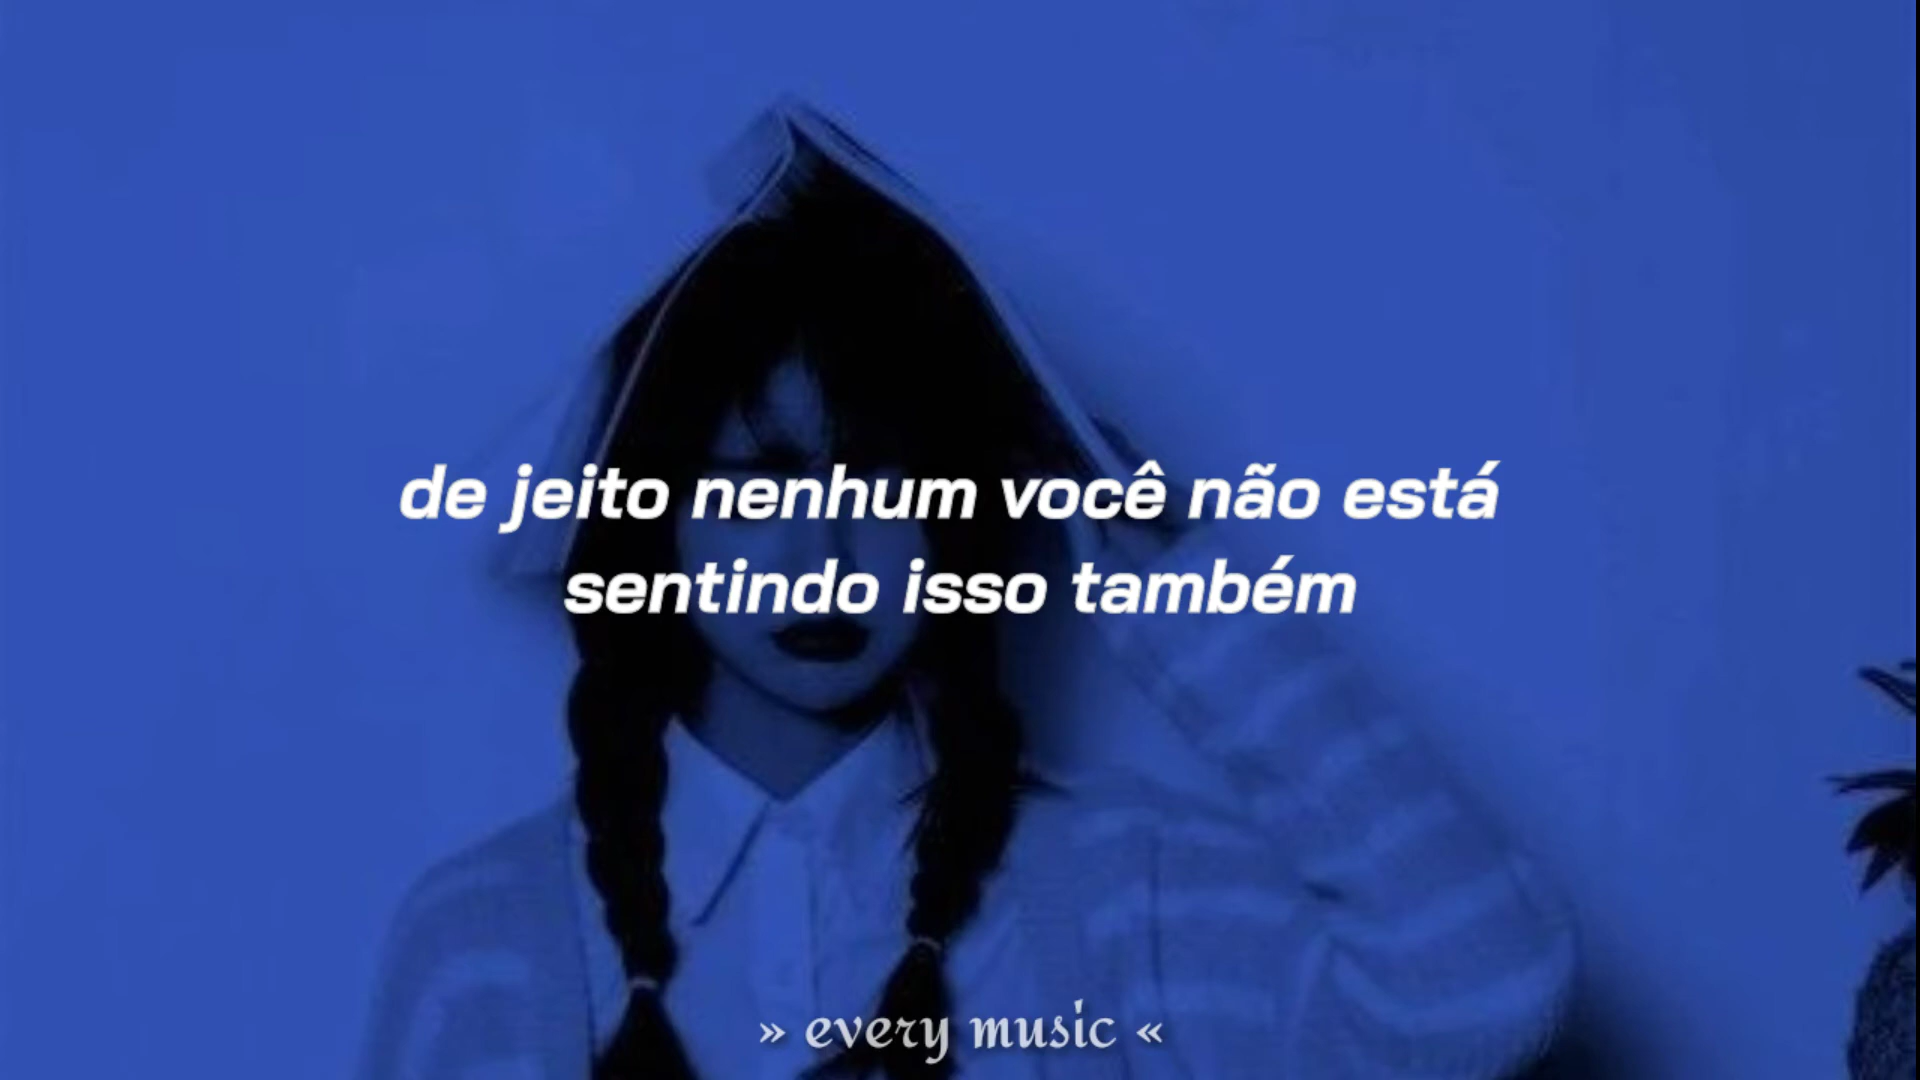 de jeito nenhum você não está
sentindo isso também
» every music «